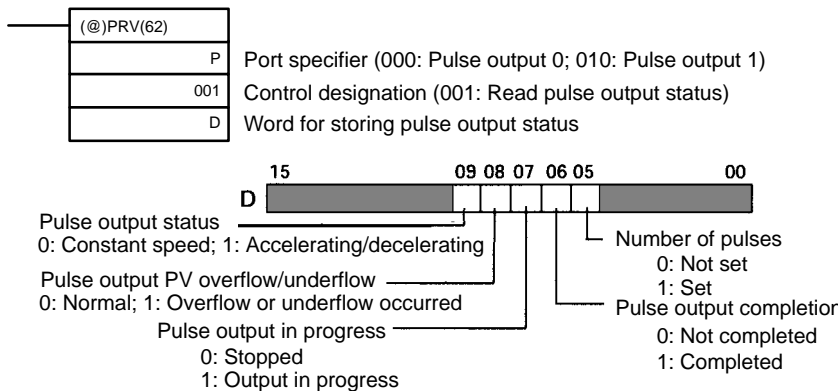 (@)PRV(62)
P Port specifier (000: Pulse output 0; 010: Pulse output 1)
001 Control designation (001: Read pulse output status)
D Word for storing pulse output status
15 09 08 07 06 05 00
D
Pulse output status
0: Constant speed; 1: Accelerating/decelerating
Pulse output PV overflow/underflow
0: Normal; 1: Overflow or underflow occurred
Pulse output in progress
0: Stopped
1: Output in progress
Number of pulses
0: Not set
1: Set
Pulse output completion
0: Not completed
1: Completed